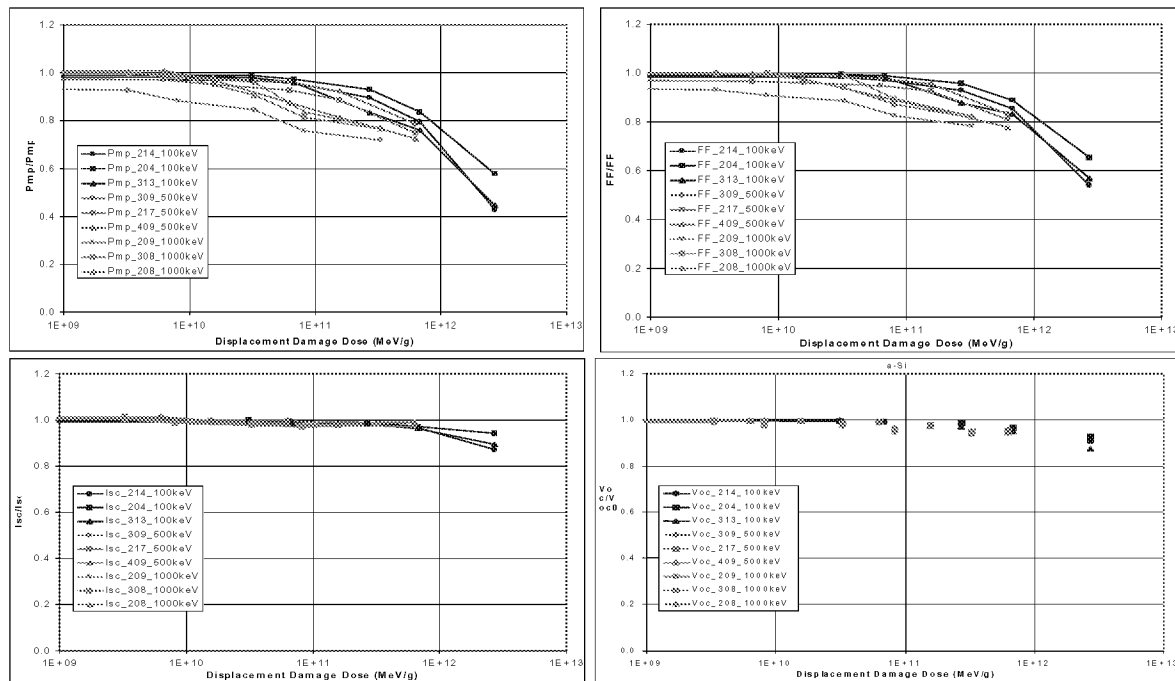 1.2
1.0
0.8
0.6
0.4
0.2
0.0
Pmp/Pmp
Pmp_214_100keV
Pmp_204_100keV
Pmp_313_100keV
Pmp_309_500keV
Pmp_217_500keV
Pmp_409_500keV
Pmp_209_1000keV
Pmp_308_1000keV
Pmp_208_1000keV
1E+09 1E+10 1E+11 1E+12 1E+13
Displacement Damage Dose (MeV/g)
1.2
1.0
0.8
0.6
0.4
0.2
0.0
FF/FF
FF_214_100keV
FF_204_100keV
FF_313_100keV
FF_309_500keV
FF_217_500keV
FF_409_500keV
FF_209_1000keV
FF_308_1000keV
FF_208_1000keV
1E+09 1E+10 1E+11 1E+12 1E+13
Displacement Damage Dose (MeV/g)
1.2
1.0
0.8
0.6
0.4
0.2
0.0
Isc/Isc
Isc_214_100keV
Isc_204_100keV
Isc_313_100keV
Isc_309_500keV
Isc_217_500keV
Isc_409_500keV
Isc_209_1000keV
Isc_308_1000keV
Isc_208_1000keV
1E+09 1E+10 1E+11 1E+12 1E+13
Displacement Damage Dose (MeV/g)
a-Si
1.2
1.0
0.8
0.6
0.4
0.2
0.0
Vo
c/V
oc0
Voc_214_100keV
Voc_204_100keV
Voc_313_100keV
Voc_309_500keV
Voc_217_500keV
Voc_409_500keV
Voc_209_1000keV
Voc_308_1000keV
Voc_208_1000keV
1E+09 1E+10 1E+11 1E+12 1E+13
Displacement Damage Dose (MeV/g)